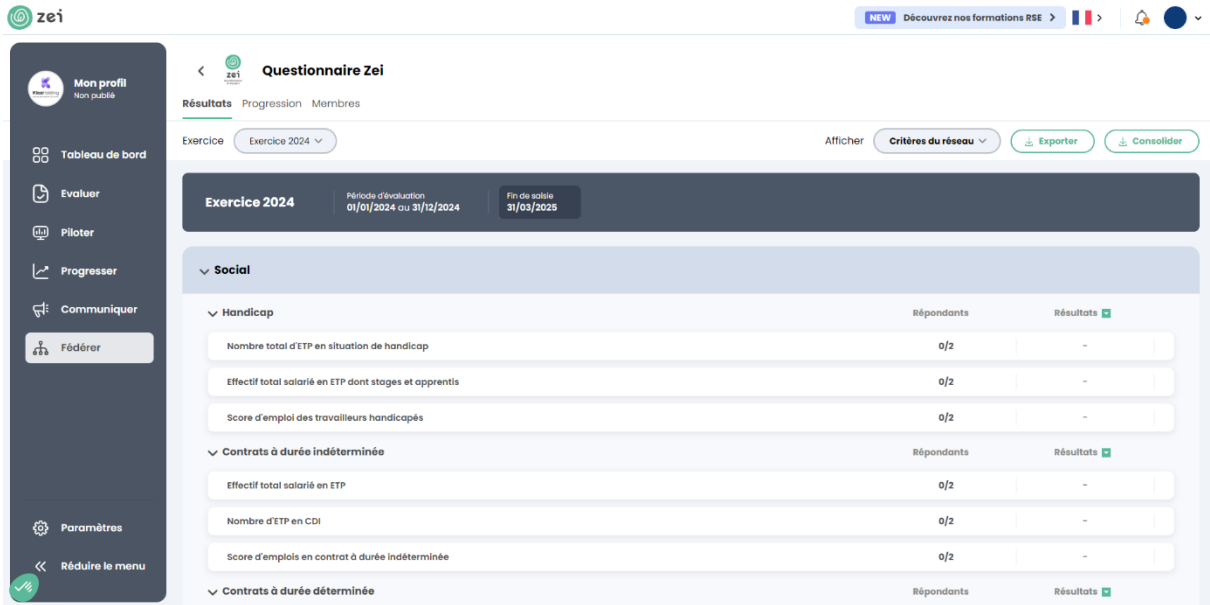 zei
NEW Découvrez nos formations RSE
Mon profil
Non publié
Tableau de bord
Evaluer
Piloter
Progresser
Communiquer
Fédérer
Paramètres
Réduire le menu
zei
Questionnaire Zei
Résultats Progression Membres
Exercice Exercice 2024
Afficher Critères du réseau Exporter Consolider
Exercice 2024
Période d'évaluation
01/01/2024 au 31/12/2024
Fin de saisie
31/03/2025
Social
Handicap Répondants Résultats
Nombre total d'ETP en situation de handicap 0/2 -
Effectif total salarié en ETP dont stages et apprentis 0/2 -
Score d'emploi des travailleurs handicapés 0/2 -
Contrats à durée indéterminée Répondants Résultats
Effectif total salarié en ETP 0/2 -
Nombre d'ETP en CDI 0/2 -
Score d'emplois en contrat à durée indéterminée 0/2 -
Contrats à durée déterminée Répondants Résultats